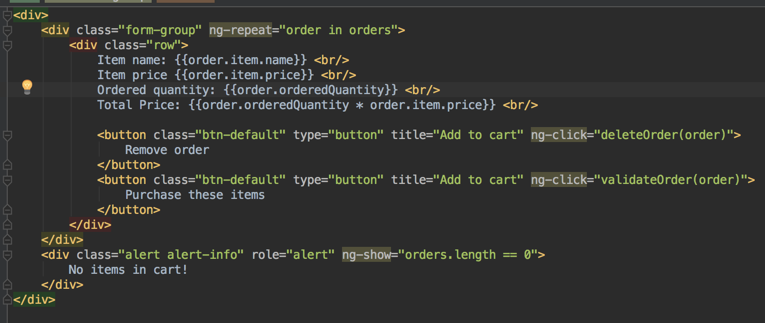 <div>
<div class="form-group" ng-repeat="order in orders">
<div class="row">
Item name: {{order.item.name}} <br/>
Item price {{order.item.price}} <br/>
Ordered quantity: {{order.orderedQuantity}} <br/>
Total Price: {{order.orderedQuantity * order.item.price}} <br/>
<button class="btn-default" type="button" title="Add to cart" ng-click="deleteOrder(order)">
Remove order
</button>
<button class="btn-default" type="button" title="Add to cart" ng-click="validateOrder(order)">
Purchase these items
</button>
</div>
</div>
<div class="alert alert-info" role="alert" ng-show="orders.length == 0">
No items in cart!
</div>
</div>